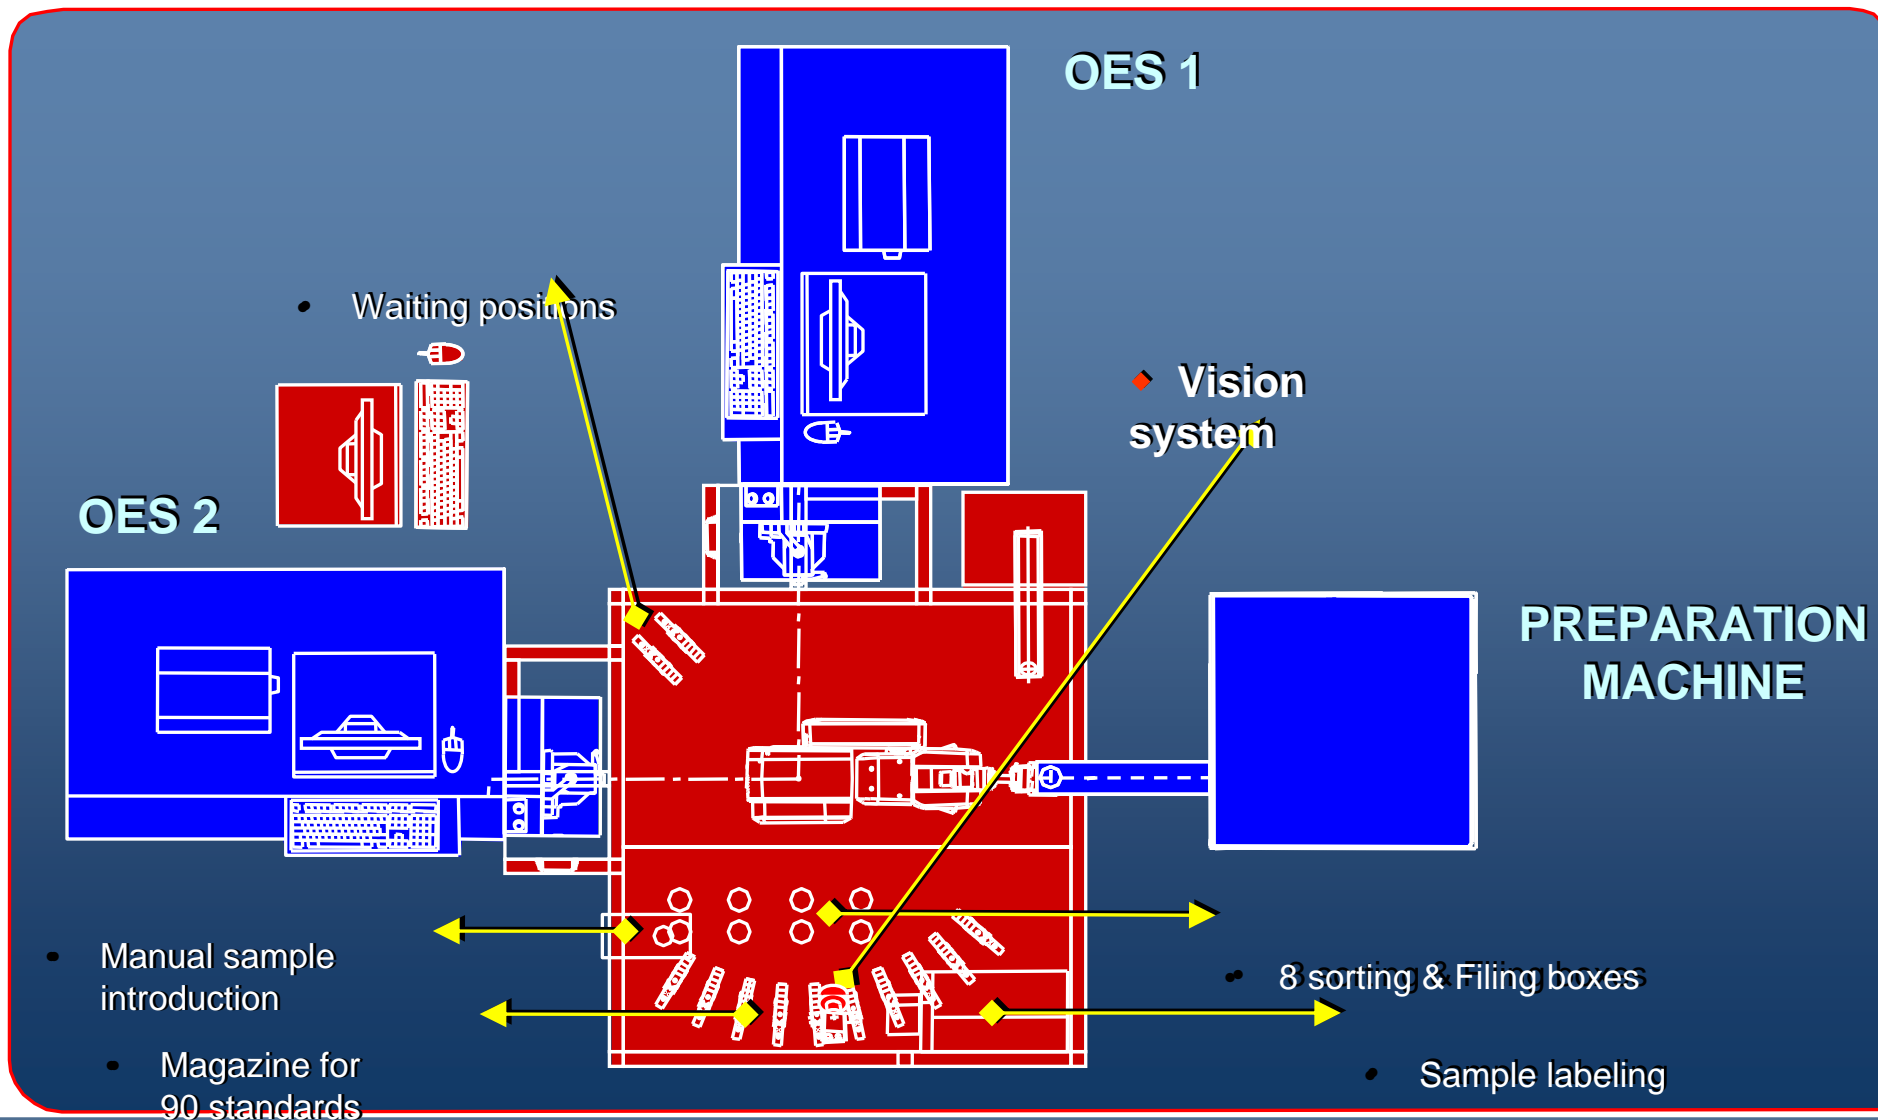 OES 1
• Waiting positions
Vision
system
OES 2
PREPARATION
MACHINE
• Manual sample
introduction
• 8 sorting & Filing boxes
• Magazine for
90 standards
• Sample labeling